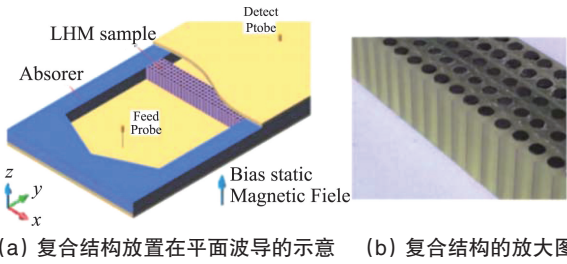 Detect
Ptobe
LHM sample
Absorer
Feed
Probe
z
y
x
Bias static
Magnetic Fiele
(a) 复合结构放置在平面波导的示意
(b) 复合结构的放大图